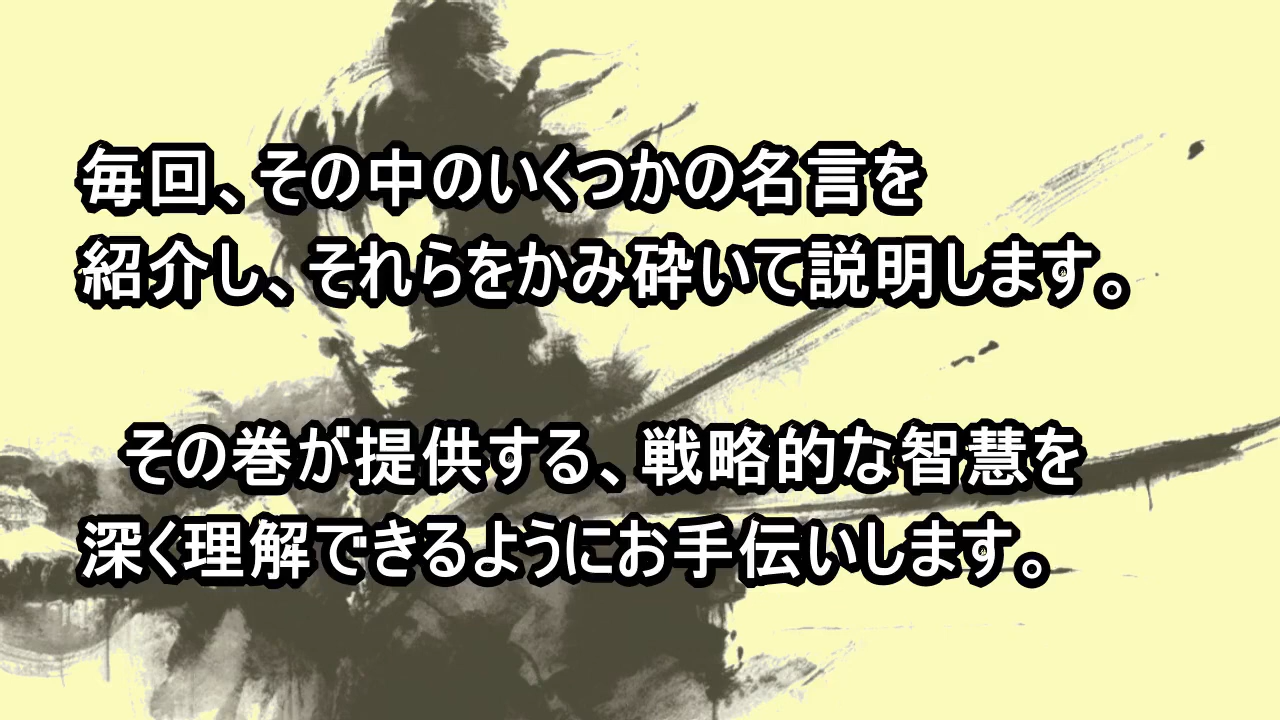 毎回、その中のいくつかの名言を
紹介し、それらをかみ砕いて説明します。
その巻が提供する、戦略的な智慧を
深く理解できるようにお手伝いします。